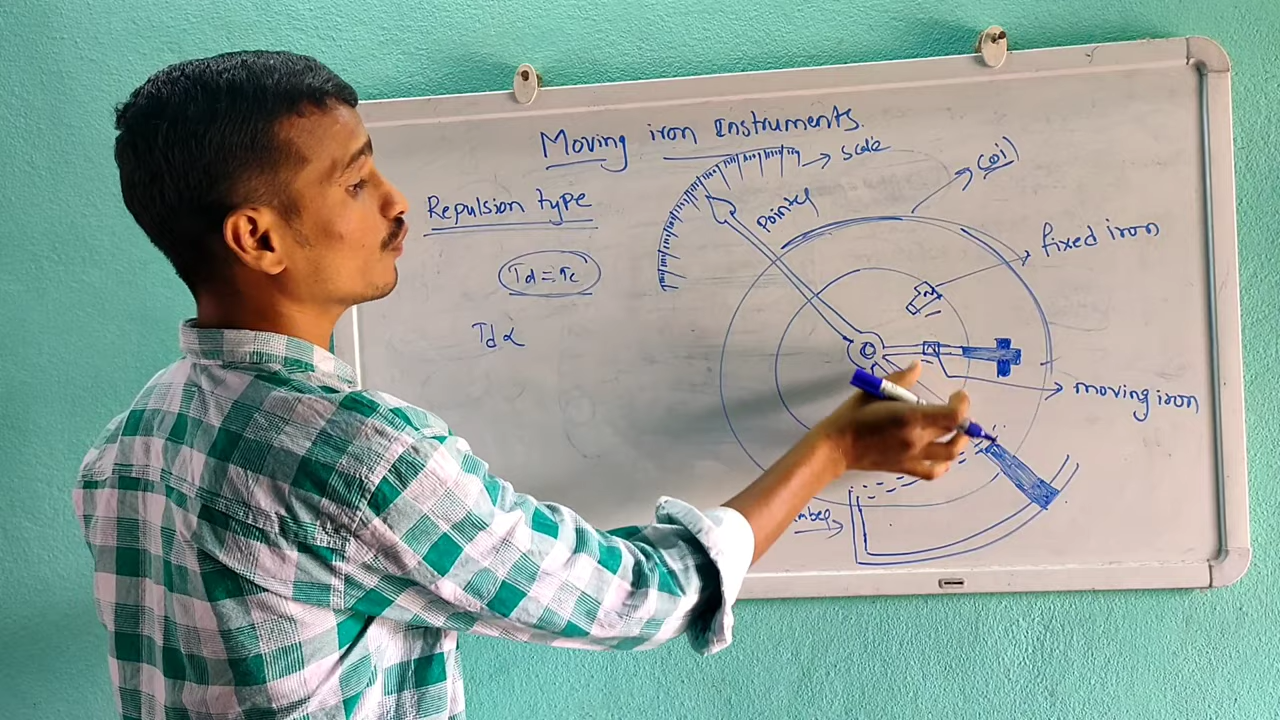 Moving iron Instruments.
scale
coil
Repulsion type
pointer
fixed iron
Td = Tc
N
Td ∝
moving iron